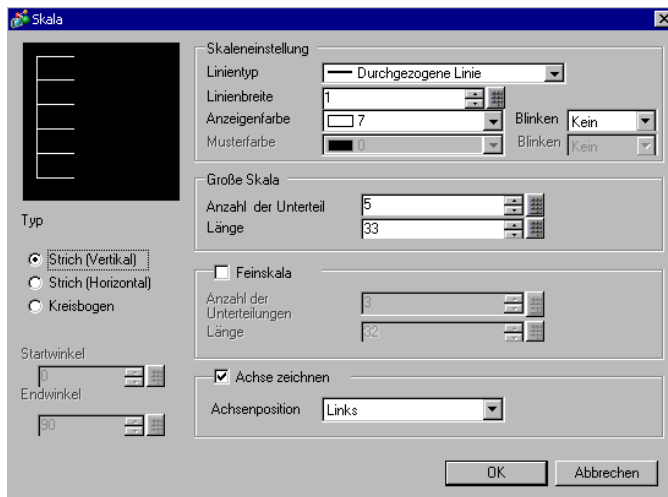 Skala
Skaleneinstellung
Linientyp Durchgezogene Linie
Linienbreite 1
Anzeigenfarbe 7 Blinken Kein
Musterfarbe 0 Blinken Kein
Große Skala
Anzahl der Unterteil 5
Länge 33
Typ
Strich (Vertikal)
Strich (Horizontal)
Kreisbogen
Feinskala
Anzahl der
Unterteilungen 3
Länge 32
Startwinkel
0
Endwinkel
90
Achse zeichnen
Achsenposition Links
OK Abbrechen